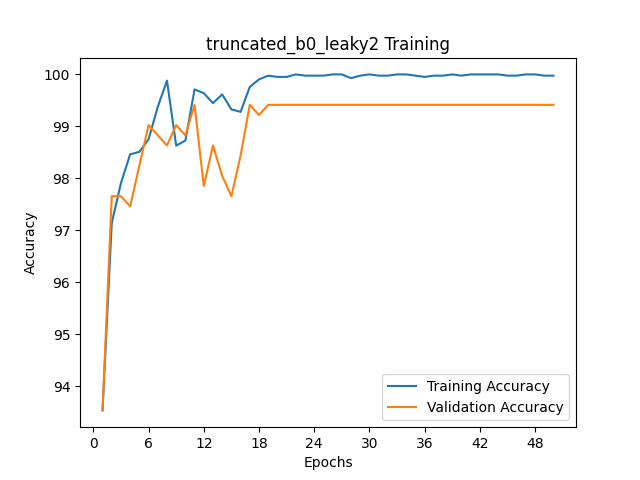 truncated_b0_leaky2 Training
100
99
98
97
96
95
94
Accuracy
0 6 12 18 24 30 36 42 48
Epochs
Training Accuracy
Validation Accuracy